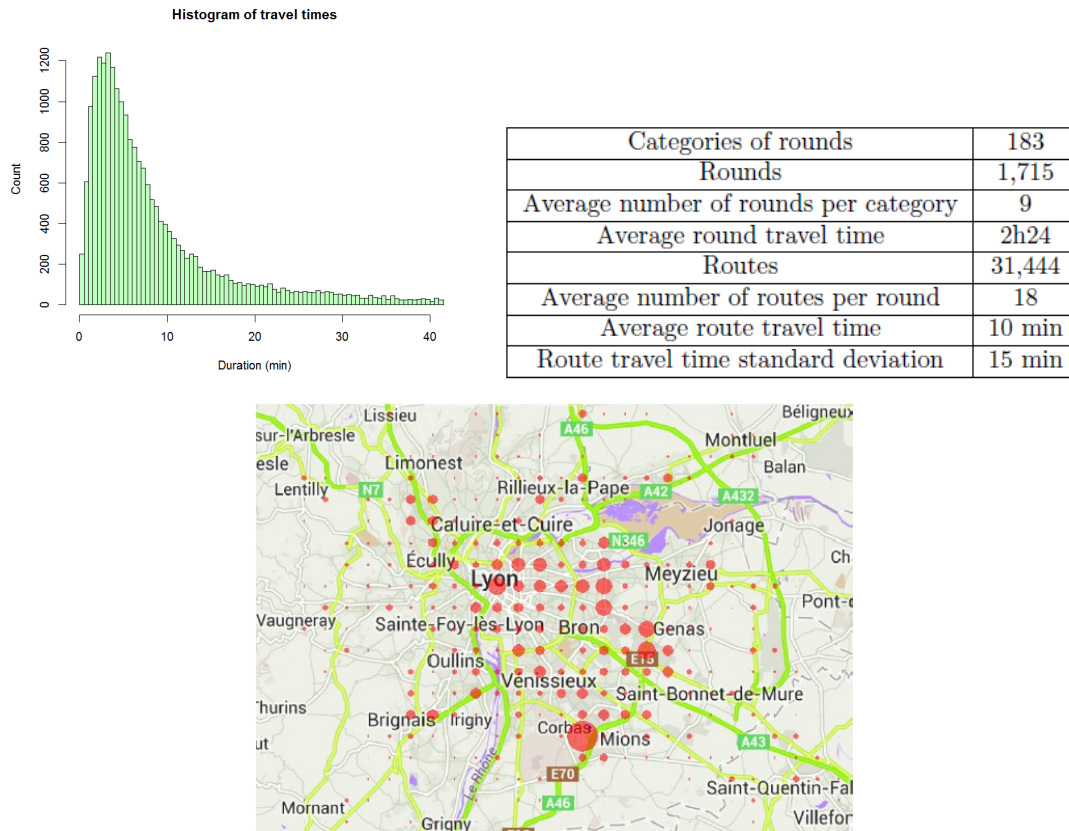 Histogram of travel times
1200
1000
800
600
400
200
0
Count
0 10 20 30 40
Duration (min)
Categories of rounds 183
Rounds 1,715
Average number of rounds per category 9
Average round travel time 2h24
Routes 31,444
Average number of routes per round 18
Average route travel time 10 min
Route travel time standard deviation 15 min
Lissieu
Béligneux
A46
sur-l'Arbresle
Montluel
esle
Limonest
Balan
Lentilly
N7
Rillieux-la-Pape
A42
A432
Caluire-et-Cuire
Jonage
N346
Écully
Ch
Lyon
Meyzieu
Pont-c
Vaugneray
Sainte-Foy-lès-Lyon
Bron
Genas
Oullins
E15
Vénissieux
Saint-Bonnet-de-Mure
Thurins
Brignais
Irigny
Corbas
Mions
ut
A43
Le Rhône
E70
Saint-Quentin-Fal
A46
Mornant
Villefon
Grigny